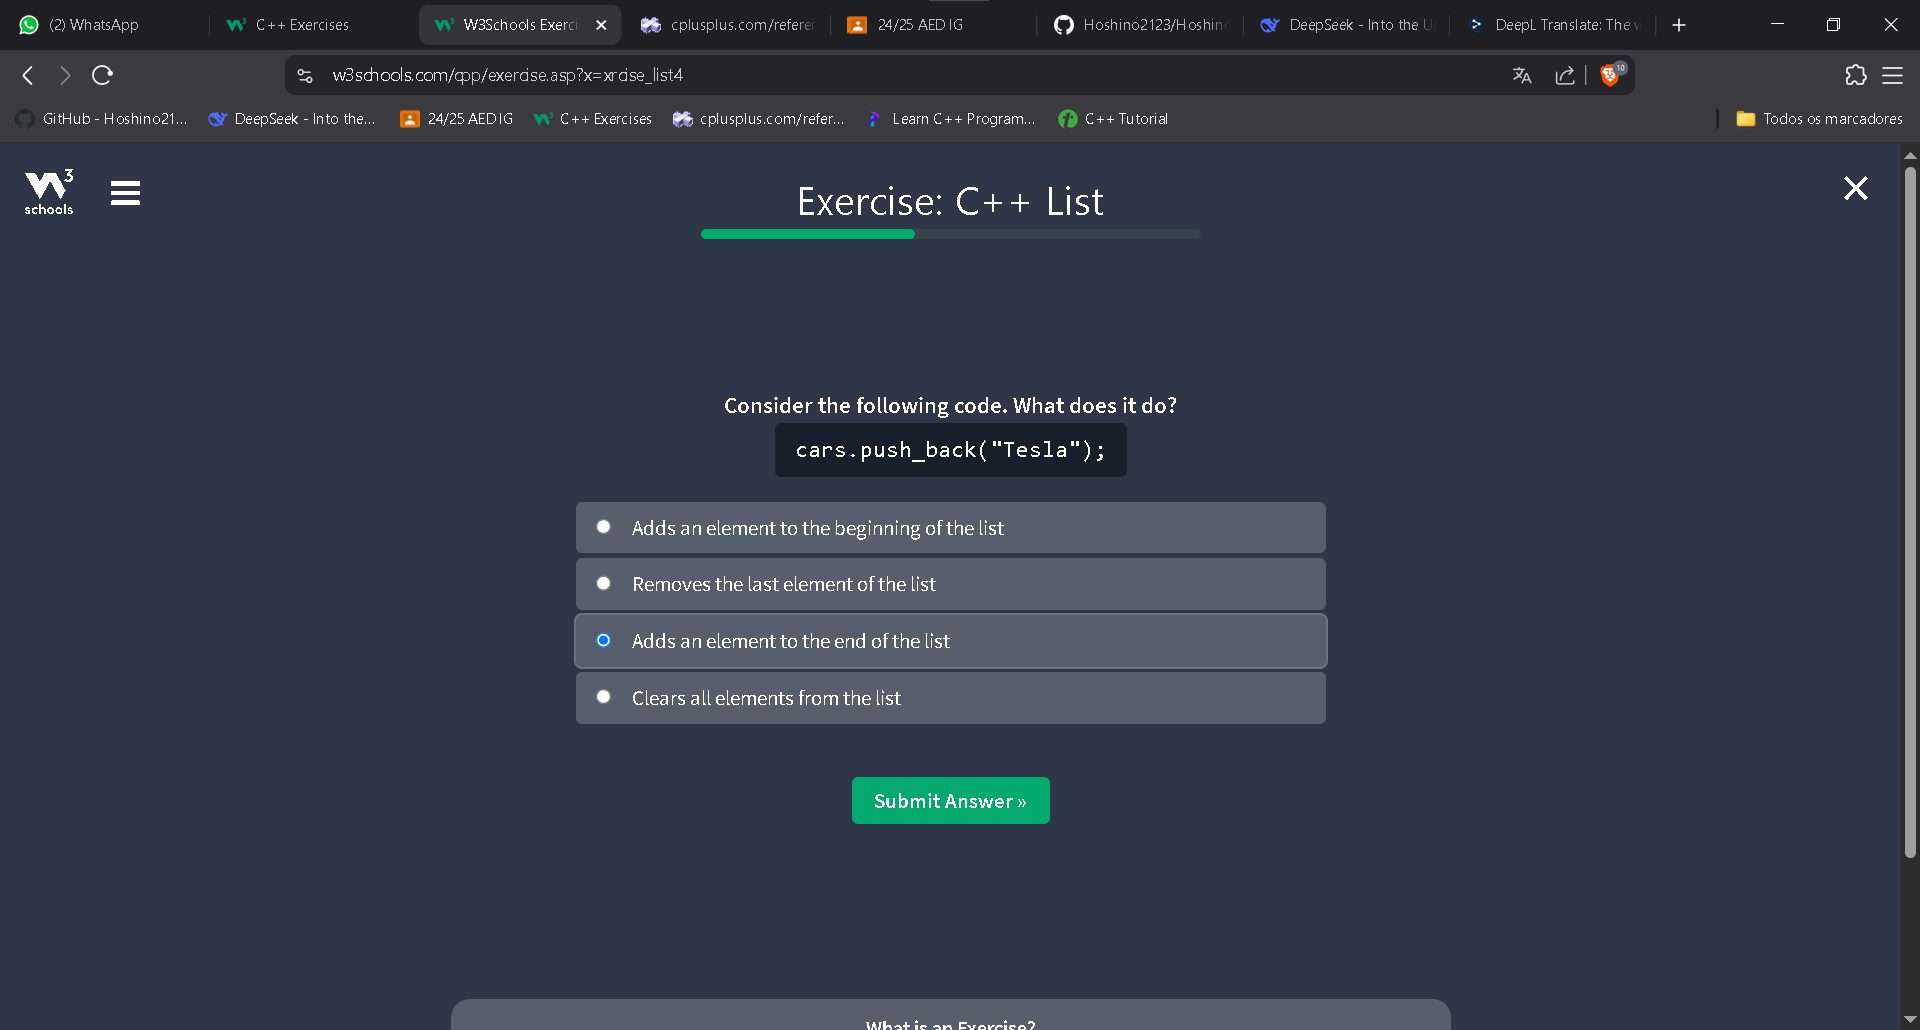 (2) WhatsApp
C++ Exercises
W3Schools Exerci
cplusplus.com/referen
24/25 AED IG
Hoshino2123/Hoshino
DeepSeek - Into the U
DeepL Translate: The w
w3schools.com/cpp/exercise.asp?x=xrcise_list4
10
GitHub - Hoshino21...
DeepSeek - Into the...
24/25 AED IG
C++ Exercises
cplusplus.com/refer...
Learn C++ Program...
C++ Tutorial
Todos os marcadores
3
schools
Exercise: C++ List
Consider the following code. What does it do?
cars.push_back("Tesla");
Adds an element to the beginning of the list
Removes the last element of the list
Adds an element to the end of the list
Clears all elements from the list
Submit Answer »
What is an Exercise?